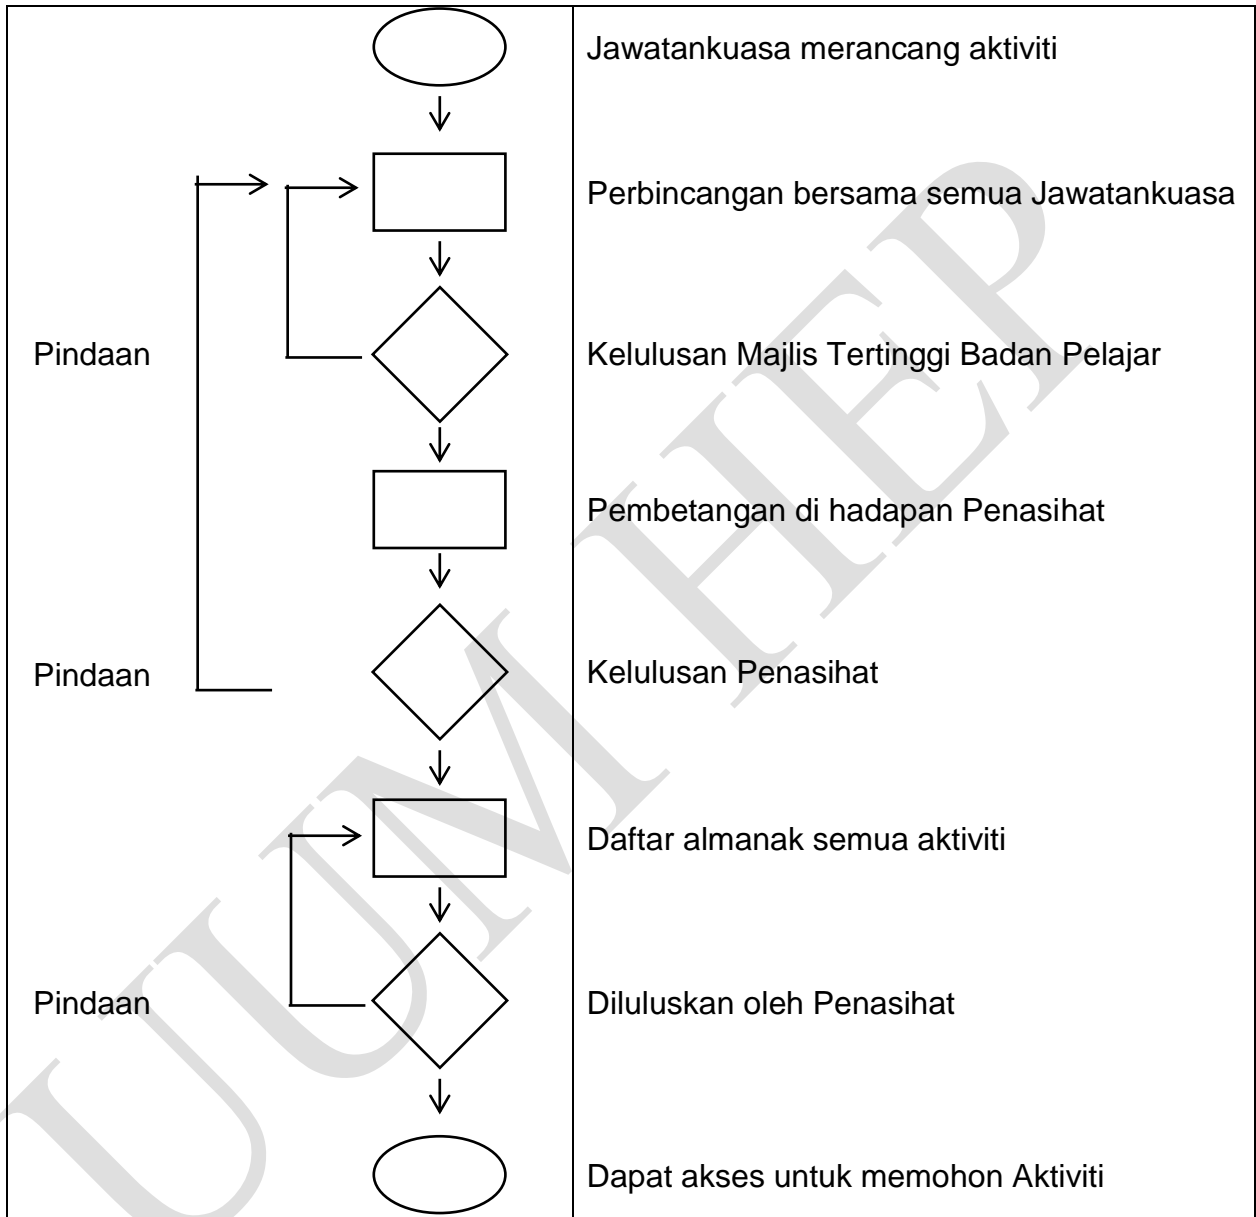 Jawatankuasa merancang aktiviti
Perbincangan bersama semua Jawatankuasa
Pindaan
Kelulusan Majlis Tertinggi Badan Pelajar
Pembetangan di hadapan Penasihat
Pindaan
Kelulusan Penasihat
Daftar almanak semua aktiviti
Pindaan
Diluluskan oleh Penasihat
Dapat akses untuk memohon Aktiviti
UUM HEP